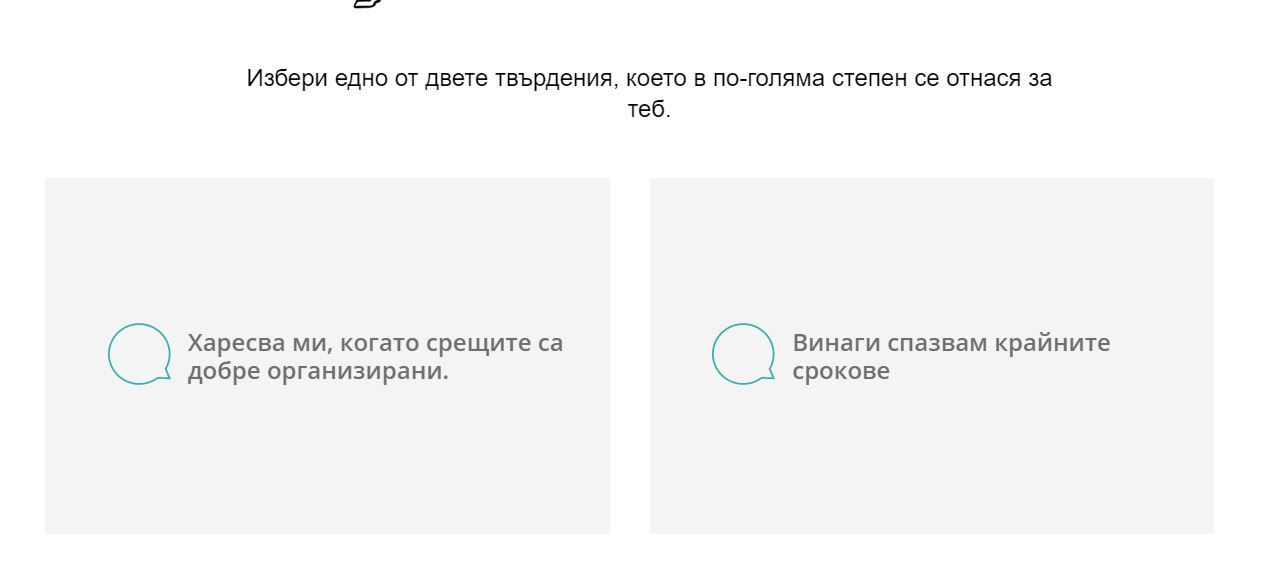 Избери едно от двете твърдения, което в по-голяма степен се отнася за
теб.
Харесва ми, когато срещите са
добре организирани.
Винаги спазвам крайните
срокове